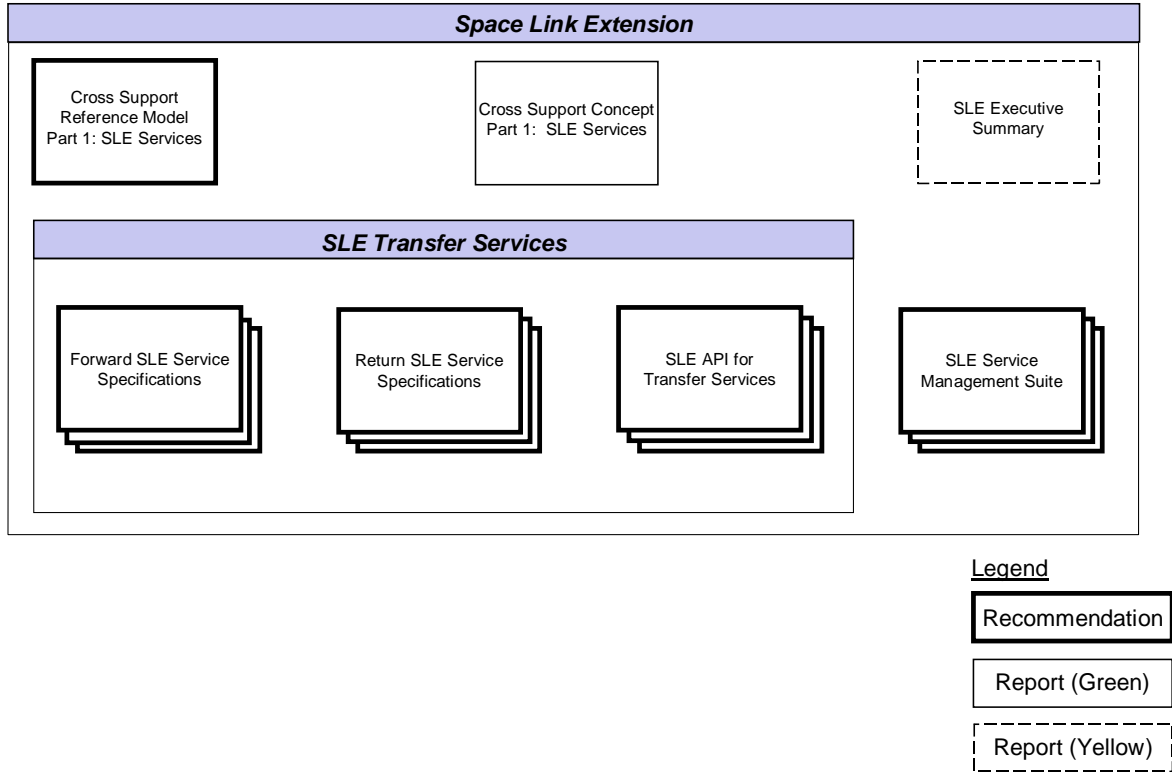 Space Link Extension
Cross Support
Reference Model
Part 1: SLE Services
Cross Support Concept
Part 1:  SLE Services
SLE Executive
Summary
SLE Transfer Services
Forward SLE Service
Specifications
Return SLE Service
Specifications
SLE API for
Transfer Services
SLE Service
Management Suite
Legend
Recommendation
Report (Green)
Report (Yellow)